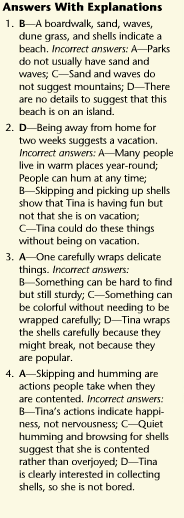 Answers With Explanations
1. B—A boardwalk, sand, waves,
dune grass, and shells indicate a
beach. Incorrect answers: A—Parks
do not usually have sand and
waves; C—Sand and waves do
not suggest mountains; D—There
are no details to suggest that this
beach is on an island.
2. D—Being away from home for
two weeks suggests a vacation.
Incorrect answers: A—Many people
live in warm places year-round;
People can hum at any time;
B—Skipping and picking up shells
show that Tina is having fun but
not that she is on vacation;
C—Tina could do these things
without being on vacation.
3. A—One carefully wraps delicate
things. Incorrect answers:
B—Something can be hard to find
but still sturdy; C—Something can
be colorful without needing to be
wrapped carefully; D—Tina wraps
the shells carefully because they
might break, not because they
are popular.
4. A—Skipping and humming are
actions people take when they
are contented. Incorrect answers:
B—Tina's actions indicate happi-
ness, not nervousness; C—Quiet
humming and browsing for shells
suggest that she is contented
rather than overjoyed; D—Tina
is clearly interested in collecting
shells, so she is not bored.